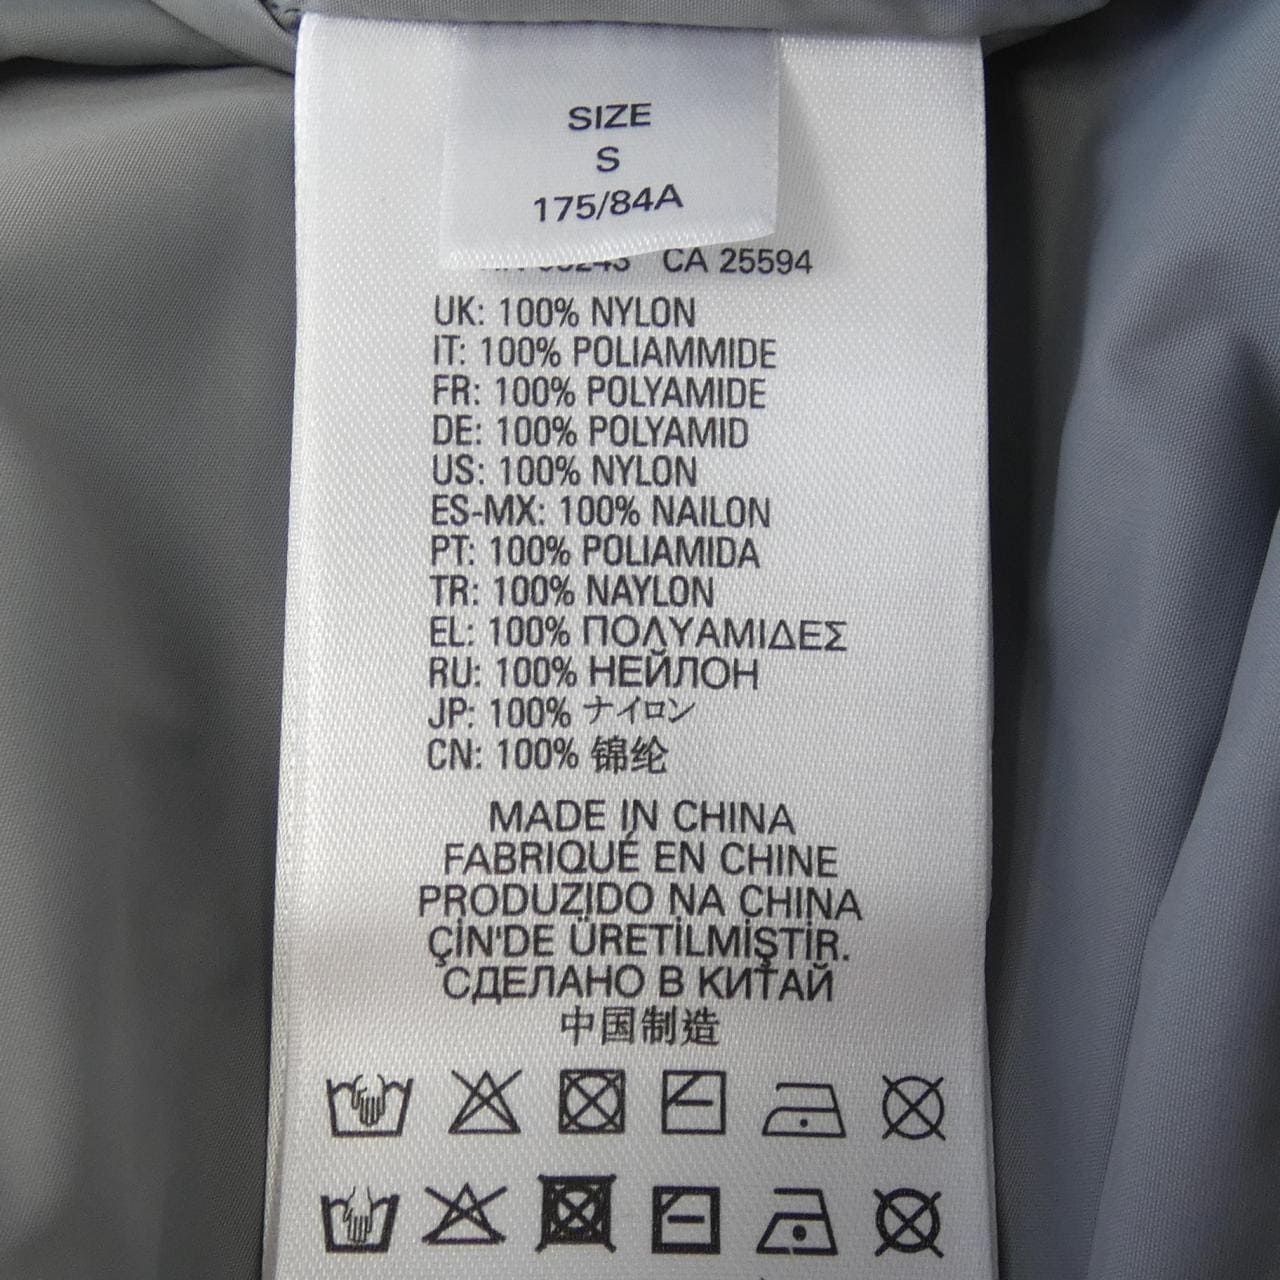 SIZE
S
175/84A
CA 25594
UK: 100% NYLON
IT: 100% POLIAMMIDE
FR: 100% POLYAMIDE
DE: 100% POLYAMID
US: 100% NYLON
ES-MX: 100% NAILON
PT: 100% POLIAMIDA
TR: 100% NAYLON
EL: 100% ΠΟΛΥΑΜΙΔΕΣ
RU: 100% НЕЙЛОН
JP: 100% ナイロン
CN: 100% 锦纶
MADE IN CHINA
FABRIQUÉ EN CHINE
PRODUZIDO NA CHINA
ÇİN'DE ÜRETİLMİŞTİR.
СДЕЛАНО В КИТАЙ
中国制造